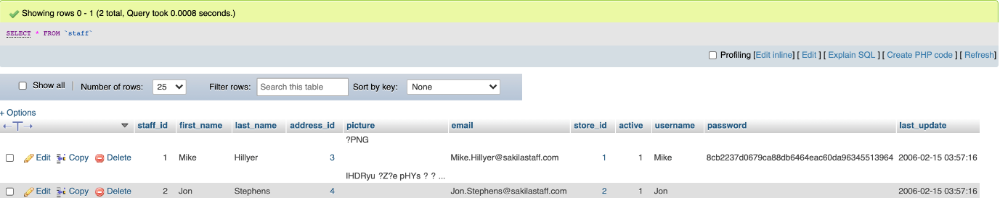 Showing rows 0 - 1 (2 total, Query took 0.0008 seconds.)
SELECT * FROM `staff`
Profiling [Edit inline] [ Edit ] [ Explain SQL ] [ Create PHP code ] [ Refresh]
Show all | Number of rows: 25 Filter rows: Search this table Sort by key: None
+ Options
←T→ staff_id first_name last_name address_id picture email store_id active username password last_update
?PNG
Edit Copy Delete 1 Mike Hillyer 3 Mike.Hillyer@sakilastaff.com 1 1 Mike 8cb2237d0679ca88db6464eac60da96345513964 2006-02-15 03:57:16
IHDRyu ?Z?e pHYs ? ? ...
Edit Copy Delete 2 Jon Stephens 4 Jon.Stephens@sakilastaff.com 2 1 Jon 2006-02-15 03:57:16